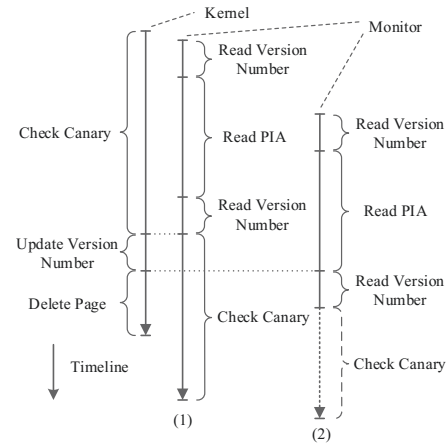 Kernel
Monitor
Read Version
Number
Check Canary
Read PIA
Read Version
Number
Read Version
Number
Update Version
Number
Read PIA
Delete Page
Check Canary
Read Version
Number
Timeline
Check Canary
(1)
(2)